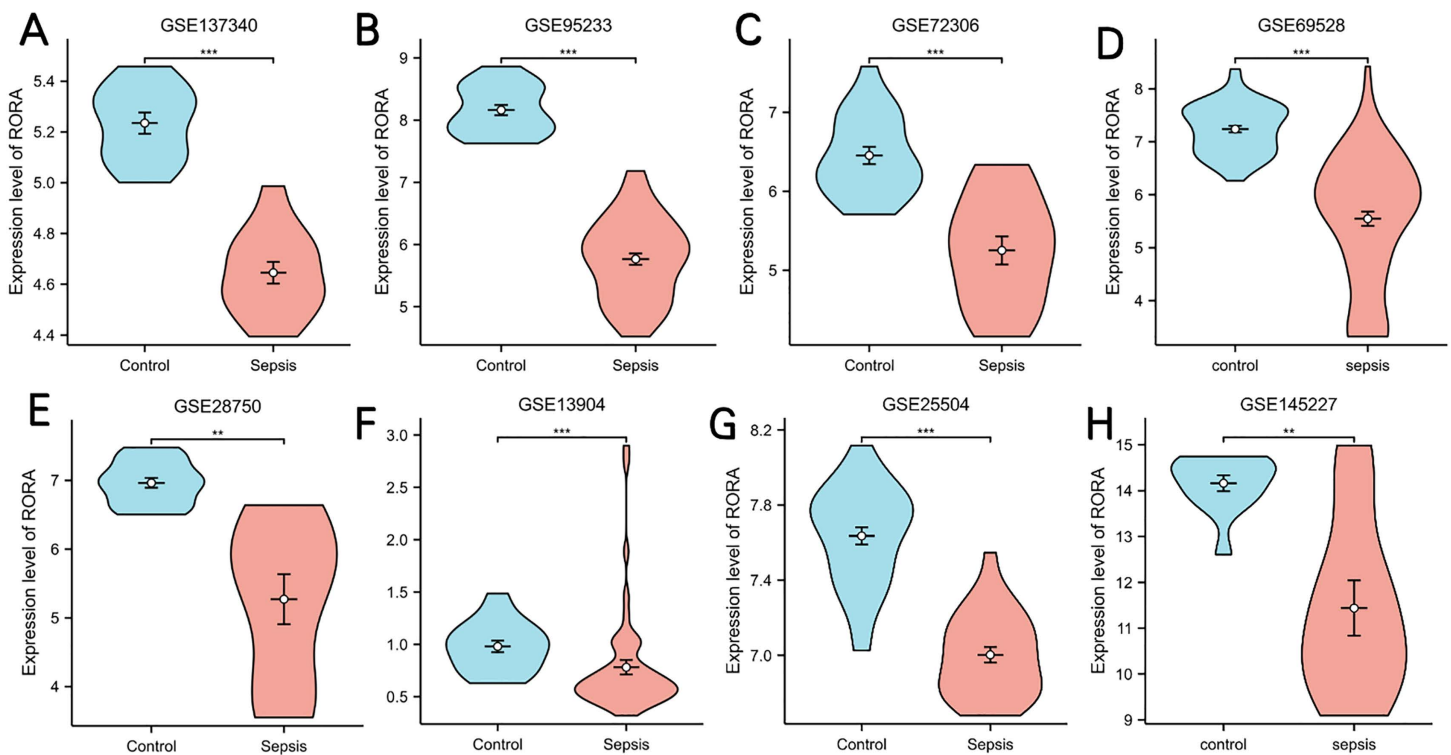 A
GSE137340
***
Expression level of RORA
5.4
5.2
5.0
4.8
4.6
4.4
Control
Sepsis
B
GSE95233
***
Expression level of RORA
9
8
7
6
5
Control
Sepsis
C
GSE72306
***
Expression level of RORA
7
6
5
Control
Sepsis
D
GSE69528
***
Expression level of RORA
8
7
6
5
4
control
sepsis
E
GSE28750
**
Expression level of RORA
7
6
5
4
Control
Sepsis
F
GSE13904
***
Expression level of RORA
3.0
2.5
2.0
1.5
1.0
0.5
Control
Sepsis
G
GSE25504
***
Expression level of RORA
8.2
7.8
7.4
7.0
Control
Sepsis
H
GSE145227
**
Expression level of RORA
15
14
13
12
11
10
9
control
sepsis